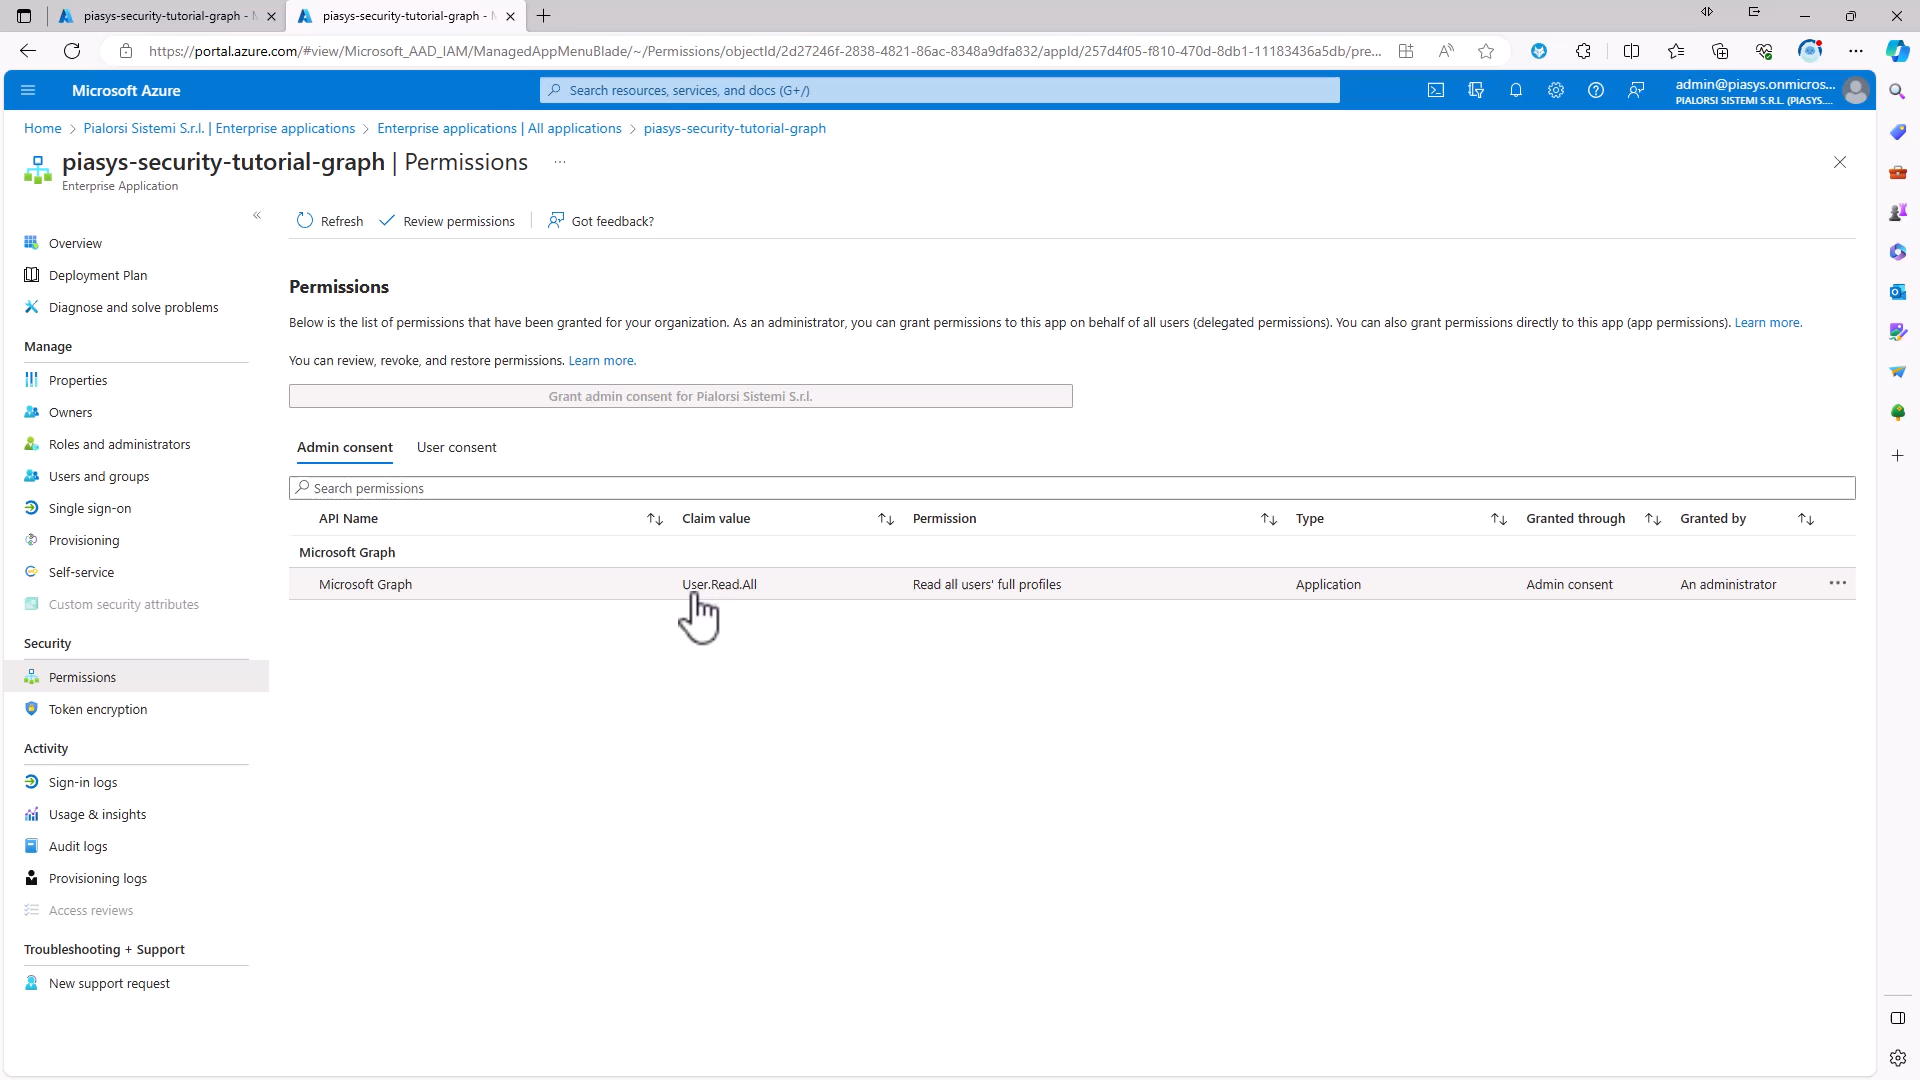 piasys-security-tutorial-graph -
piasys-security-tutorial-graph -
https://portal.azure.com/#view/Microsoft_AAD_IAM/ManagedAppMenuBlade/~/Permissions/objectId/2d27246f-2838-4821-86ac-8348a9dfa832/appId/257d4f05-f810-470d-8db1-11183436a5db/pre...
Microsoft Azure
Search resources, services, and docs (G+/)
admin@piasys.onmicros...
PIALORSI SISTEMI S.R.L. (PIASYS....
Home > Pialorsi Sistemi S.r.l. | Enterprise applications > Enterprise applications | All applications > piasys-security-tutorial-graph
piasys-security-tutorial-graph | Permissions ...
Enterprise Application
Refresh
Review permissions
Got feedback?
Overview
Deployment Plan
Diagnose and solve problems
Manage
Properties
Owners
Roles and administrators
Users and groups
Single sign-on
Provisioning
Self-service
Custom security attributes
Security
Permissions
Token encryption
Activity
Sign-in logs
Usage & insights
Audit logs
Provisioning logs
Access reviews
Troubleshooting + Support
New support request
Permissions
Below is the list of permissions that have been granted for your organization. As an administrator, you can grant permissions to this app on behalf of all users (delegated permissions). You can also grant permissions directly to this app (app permissions). Learn more.
You can review, revoke, and restore permissions. Learn more.
Grant admin consent for Pialorsi Sistemi S.r.l.
Admin consent User consent
Search permissions
API Name Claim value Permission Type Granted through Granted by
Microsoft Graph
Microsoft Graph User.Read.All Read all users' full profiles Application Admin consent An administrator